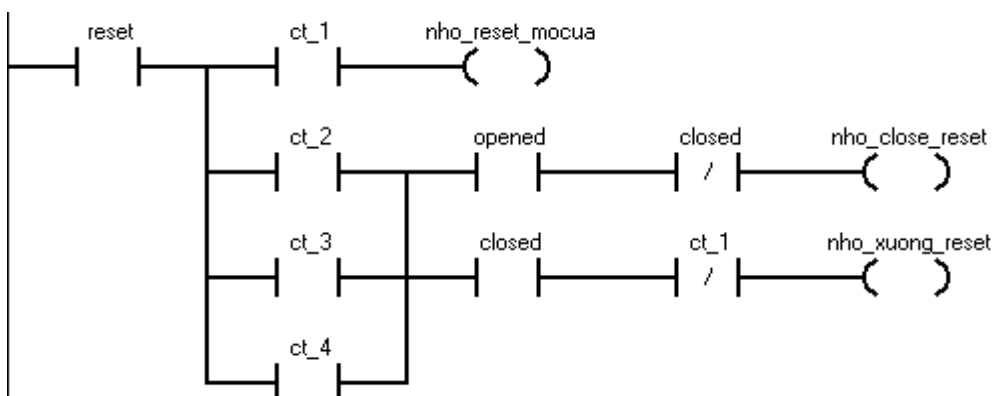 reset ct_1 nho_reset_mocua
ct_2 opened closed nho_close_reset
/
ct_3 closed ct_1 nho_xuong_reset
/
ct_4